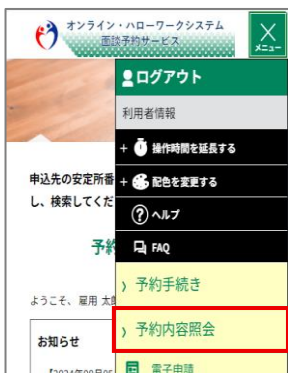 オンライン・ハローワークシステム
面談予約サービス
メニュー
ログアウト
利用者情報
+ 操作時間を延長する
+ 配色を変更する
ヘルプ
FAQ
申込先の安定所番
し、検索してくだ
予約
ようこそ、雇用 太
お知らせ
予約手続き
予約内容照会
電子申請